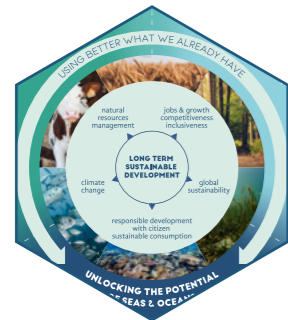 USING BETTER WHAT WE ALREADY HAVE
natural
resources
management
jobs & growth
competitiveness
inclusiveness
LONG TERM
SUSTAINABLE
DEVELOPMENT
climate
change
global
sustainability
responsible development
with citizen
sustainable consumption
UNLOCKING THE POTENTIAL
OF SEAS & OCEANS